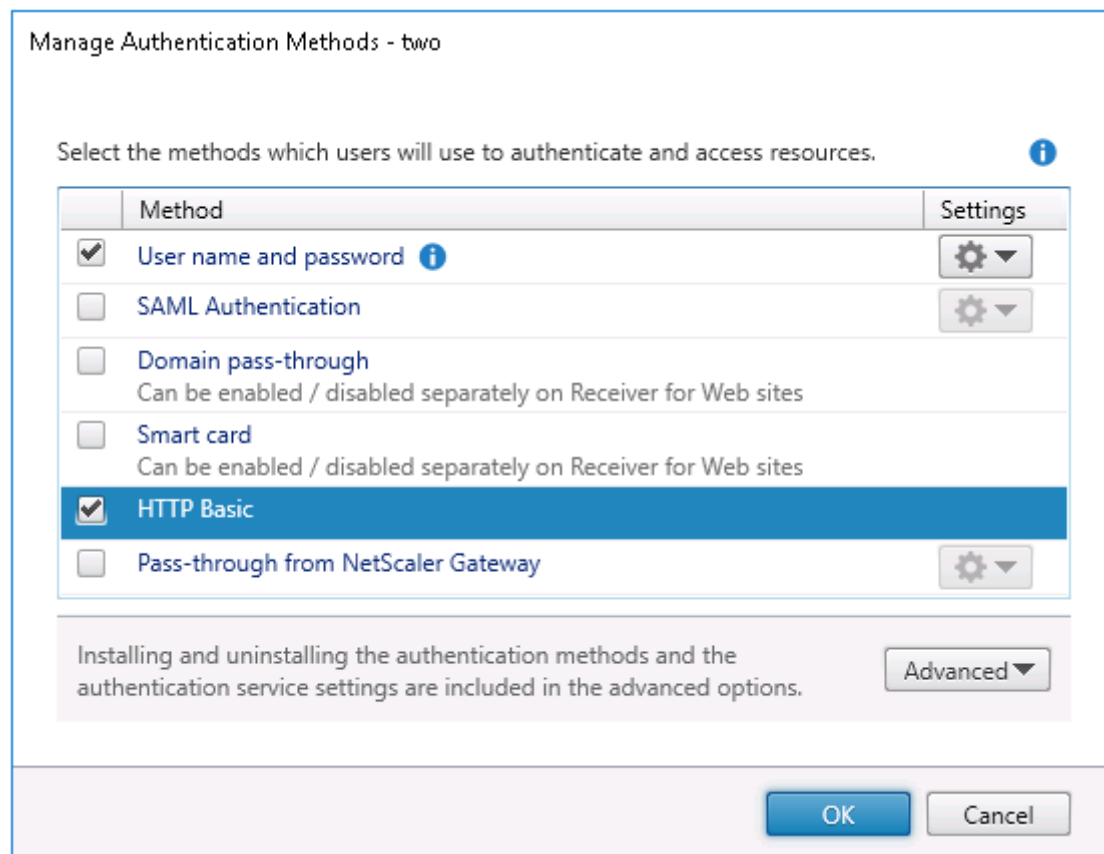 Manage Authentication Methods - two
Select the methods which users will use to authenticate and access resources.
Method Settings
User name and password
SAML Authentication
Domain pass-through
Can be enabled / disabled separately on Receiver for Web sites
Smart card
Can be enabled / disabled separately on Receiver for Web sites
HTTP Basic
Pass-through from NetScaler Gateway
Installing and uninstalling the authentication methods and the
authentication service settings are included in the advanced options.
Advanced
OK Cancel